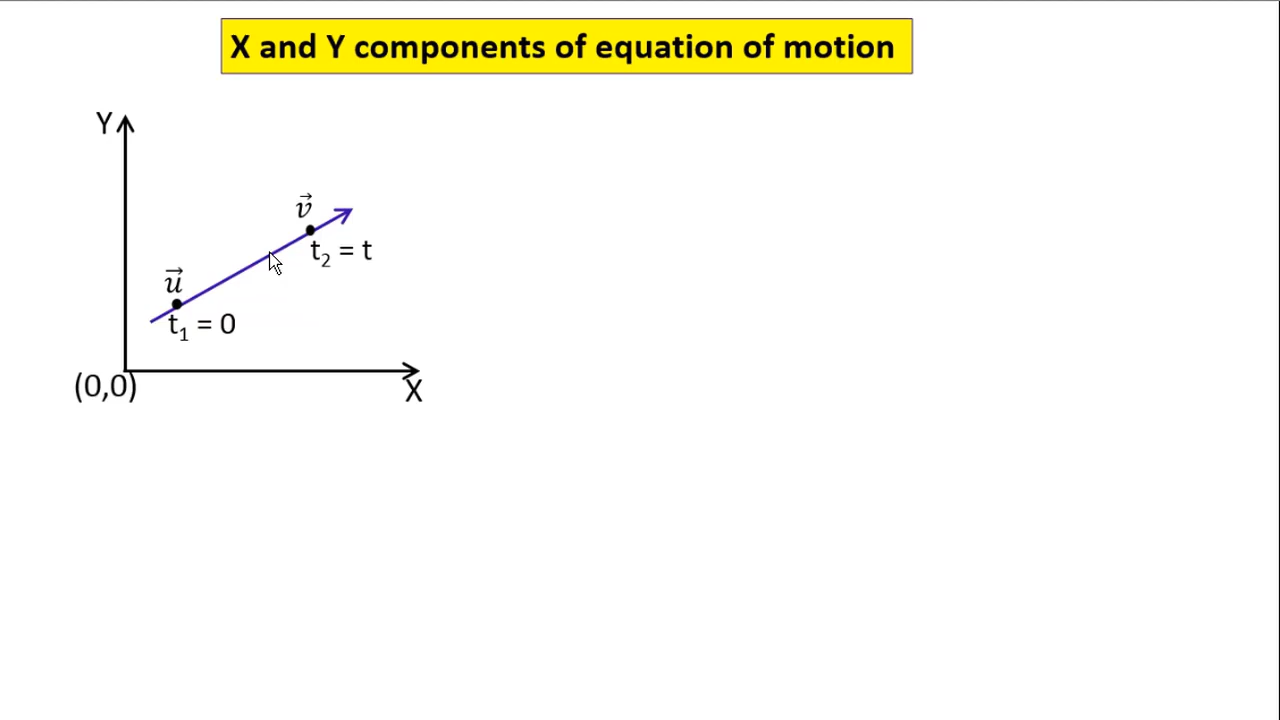 X and Y components of equation of motion
Y
v⃗
t₂ = t
u⃗
t₁ = 0
(0,0)
X